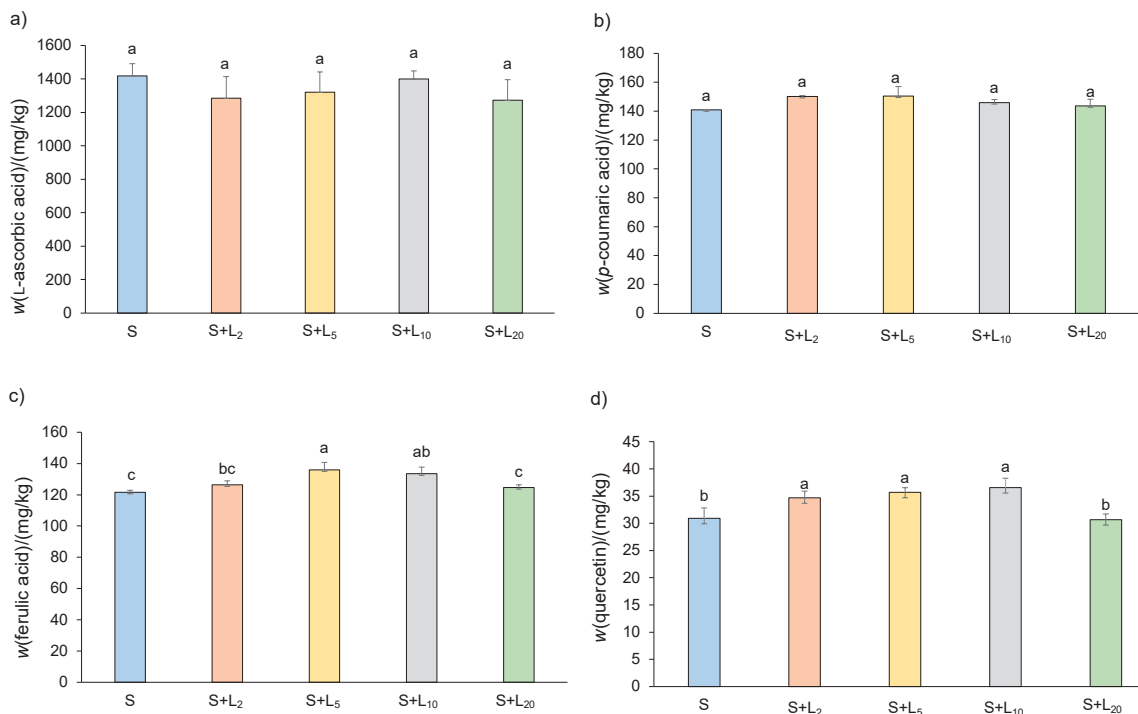 a)
w(L-ascorbic acid)/(mg/kg)
1600
1400
1200
1000
800
600
400
200
0
a a a a a
S S+L₂ S+L₅ S+L₁₀ S+L₂₀
b)
w(p-coumaric acid)/(mg/kg)
180
160
140
120
100
80
60
40
20
0
a a a a a
S S+L₂ S+L₅ S+L₁₀ S+L₂₀
c)
w(ferulic acid)/(mg/kg)
160
140
120
100
80
60
40
20
0
c bc a ab c
S S+L₂ S+L₅ S+L₁₀ S+L₂₀
d)
w(quercetin)/(mg/kg)
45
40
35
30
25
20
15
10
5
0
b a a a b
S S+L₂ S+L₅ S+L₁₀ S+L₂₀